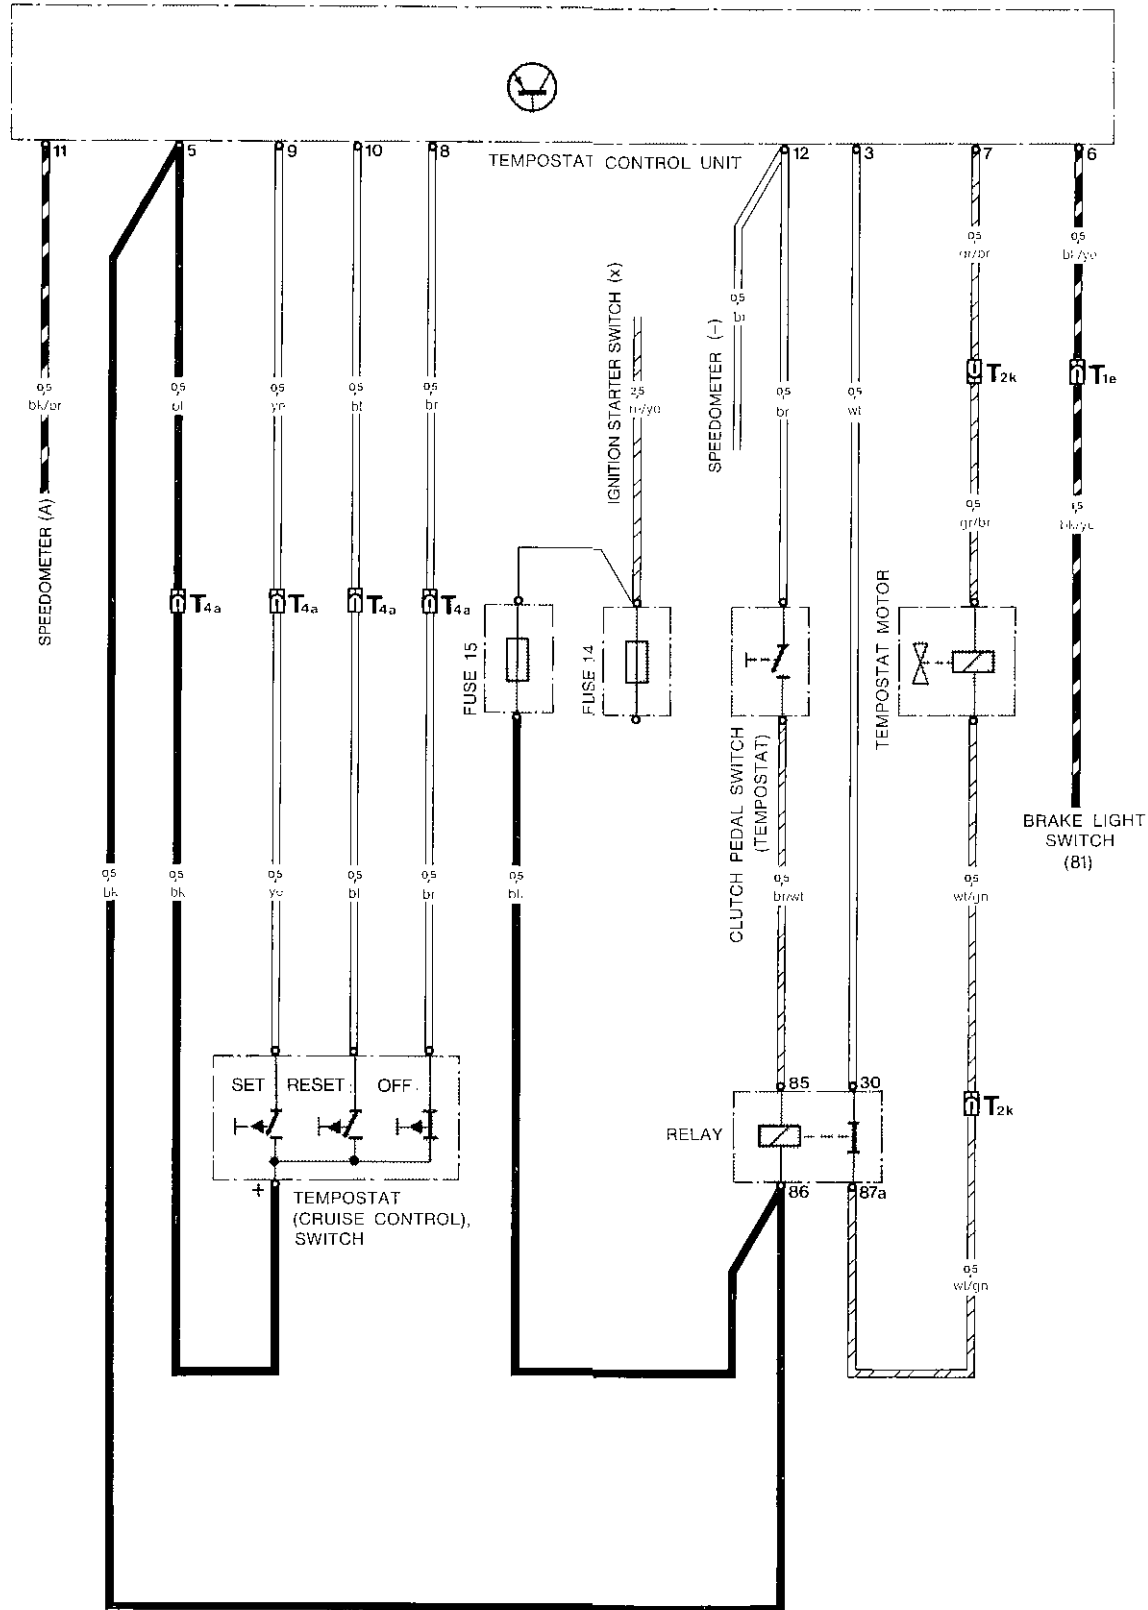 11
5
9
10
8
TEMPOSTAT CONTROL UNIT
12
3
7
6
0,5
gr/br
0,5
0,5
IGNITION STARTER SWITCH (x)
SPEEDOMETER (–)
T2k
T1e
0,5
bk/br
0,5
0,5
0,5
0,5
br
2,5
0,5
br
0,5
wt
SPEEDOMETER (A)
0,5
gr/br
0,5
bk/ye
T4a
T4a
T4a
T4a
FUSE 15
FUSE 14
CLUTCH PEDAL SWITCH
(TEMPOSTAT)
TEMPOSTAT MOTOR
BRAKE LIGHT
SWITCH
(81)
0,5
bk
0,5
bk
0,5
ye
0,5
bl
0,5
br
0,5
0,5
br/wt
0,5
wt/gn
SET RESET OFF
85
30
RELAY
T2k
+
86
87a
TEMPOSTAT
(CRUISE CONTROL),
SWITCH
0,5
wt/gn